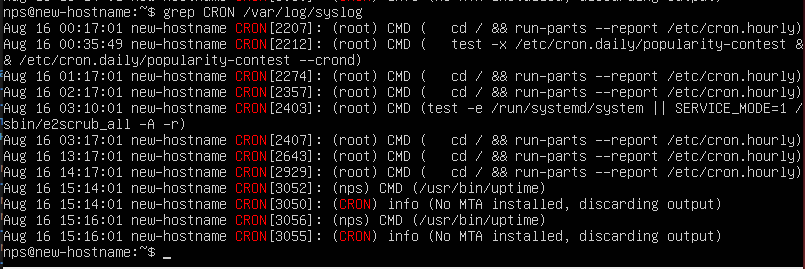 nps@new-hostname:~$ grep CRON /var/log/syslog
Aug 16 00:17:01 new-hostname CRON[2207]: (root) CMD (   cd / && run-parts --report /etc/cron.hourly)
Aug 16 00:35:49 new-hostname CRON[2212]: (root) CMD (   test -x /etc/cron.daily/popularity-contest &
& /etc/cron.daily/popularity-contest --crond)
Aug 16 01:17:01 new-hostname CRON[2274]: (root) CMD (   cd / && run-parts --report /etc/cron.hourly)
Aug 16 02:17:01 new-hostname CRON[2357]: (root) CMD (   cd / && run-parts --report /etc/cron.hourly)
Aug 16 03:10:01 new-hostname CRON[2403]: (root) CMD (test -e /run/systemd/system || SERVICE_MODE=1 /
sbin/e2scrub_all -A -r)
Aug 16 03:17:01 new-hostname CRON[2407]: (root) CMD (   cd / && run-parts --report /etc/cron.hourly)
Aug 16 13:17:01 new-hostname CRON[2643]: (root) CMD (   cd / && run-parts --report /etc/cron.hourly)
Aug 16 14:17:01 new-hostname CRON[2929]: (root) CMD (   cd / && run-parts --report /etc/cron.hourly)
Aug 16 15:14:01 new-hostname CRON[3052]: (nps) CMD (/usr/bin/uptime)
Aug 16 15:14:01 new-hostname CRON[3050]: (CRON) info (No MTA installed, discarding output)
Aug 16 15:16:01 new-hostname CRON[3056]: (nps) CMD (/usr/bin/uptime)
Aug 16 15:16:01 new-hostname CRON[3055]: (CRON) info (No MTA installed, discarding output)
nps@new-hostname:~$ _